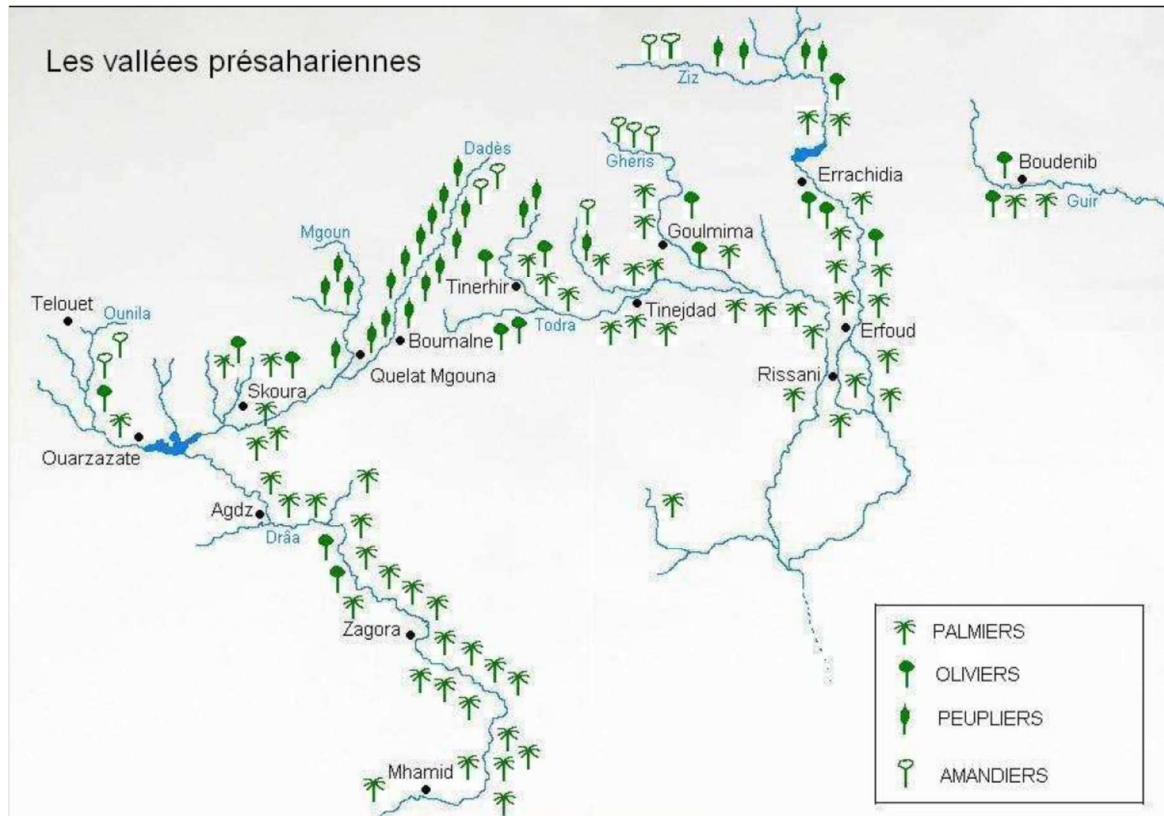 Les vallées présahariennes
Ziz
Dadès
Ghèris
Boudenib
Errachidia
Guir
Mgoun
Goulmima
Tinerhir
Telouet
Ounila
Tinejdad
Todra
Boumalne
Erfoud
Quelat Mgouna
Rissani
Skoura
Ouarzazate
Agdz
Drâa
Zagora
Mhamid
PALMIERS
OLIVIERS
PEUPLIERS
AMANDIERS